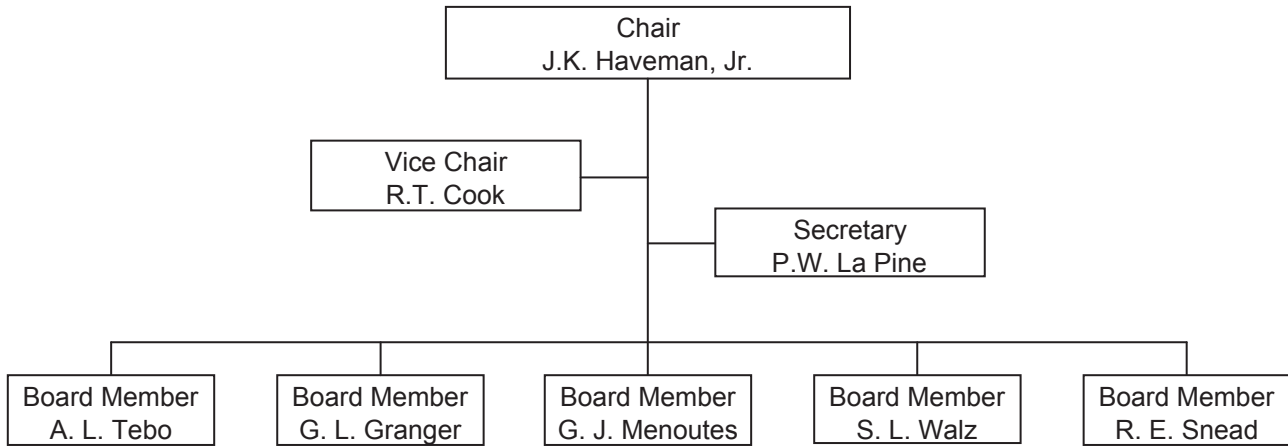 Chair
J.K. Haveman, Jr.
Vice Chair
R.T. Cook
Secretary
P.W. La Pine
Board Member
A. L. Tebo
Board Member
G. L. Granger
Board Member
G. J. Menoutes
Board Member
S. L. Walz
Board Member
R. E. Snead